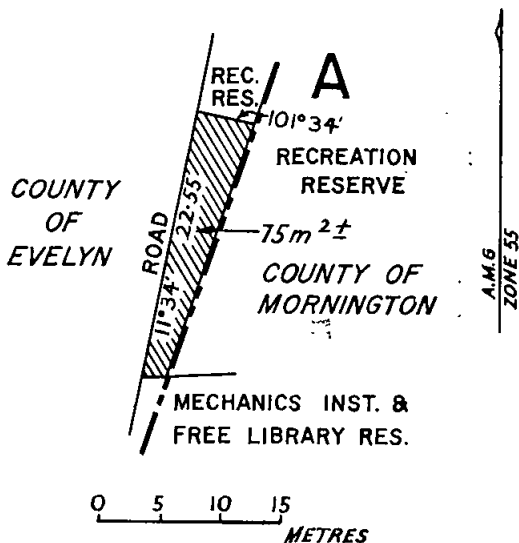 REC.
RES.
A
101°34'
RECREATION
RESERVE
COUNTY
OF
EVELYN
ROAD
11°34'
22·55
75m²±
COUNTY OF
MORNINGTON
A.M.G
ZONE 55
MECHANICS INST. &
FREE LIBRARY RES.
0 5 10 15
METRES